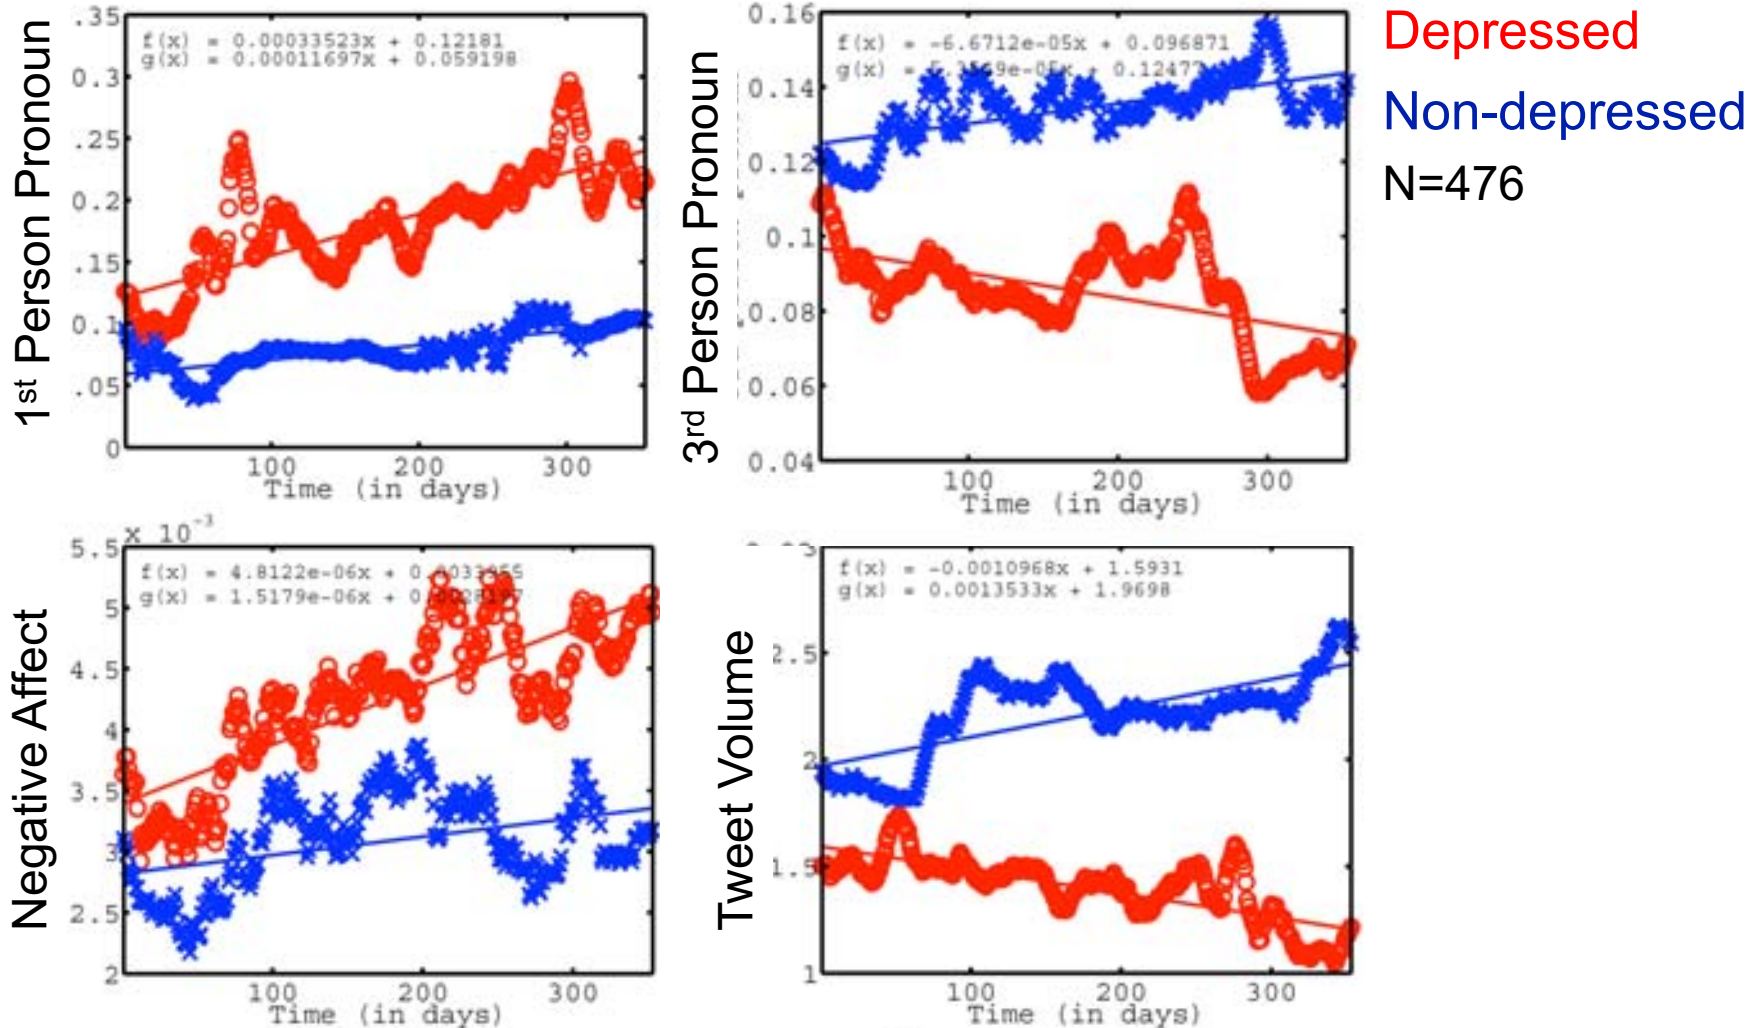 1st Person Pronoun
.35
0.3
.25
0.2
.15
0.1
.05
0
f(x) = 0.00033523x + 0.12181
g(x) = 0.00011697x + 0.059198
100 200 300
Time (in days)
3rd Person Pronoun
0.16
0.14
0.12
0.1
0.08
0.06
0.04
f(x) = -6.6712e-05x + 0.096871
g(x) = x + 0.12477
100 200 300
Time (in days)
Depressed
Non-depressed
N=476
Negative Affect
x 10-3
5.5
5
4.5
4
3.5
3
2.5
2
f(x) = 4.8122e-06x +
g(x) = 1.5179e-06x +
100 200 300
Time (in days)
Tweet Volume
3
2.5
2
1.5
1
f(x) = -0.0010968x + 1.5931
g(x) = 0.0013533x + 1.9698
100 200 300
Time (in days)